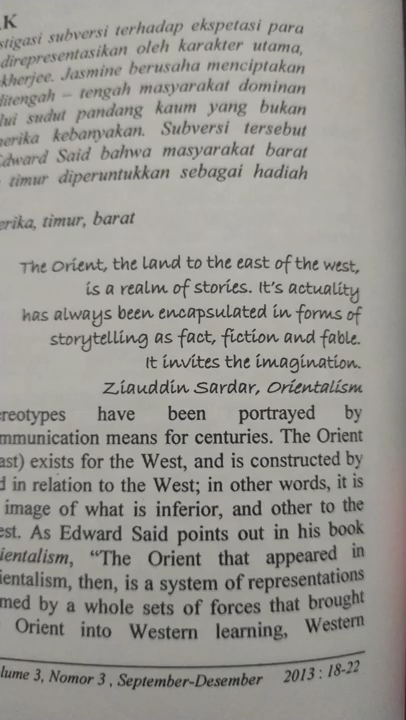 K
stigasi subversi terhadap ekspetasi para
direpresentasikan oleh karakter utama,
kherjee. Jasmine berusaha menciptakan
ditengah – tengah masyarakat dominan
lui sudut pandang kaum yang bukan
merika kebanyakan. Subversi tersebut
Edward Said bahwa masyarakat barat
timur diperuntukkan sebagai hadiah
erika, timur, barat
The Orient, the land to the east of the west,
is a realm of stories. It's actuality
has always been encapsulated in forms of
storytelling as fact, fiction and fable.
It invites the imagination.
Ziauddin Sardar, Orientalism
reotypes have been portrayed by
mmunication means for centuries. The Orient
ast) exists for the West, and is constructed by
d in relation to the West; in other words, it is
image of what is inferior, and other to the
est. As Edward Said points out in his book
ientalism, “The Orient that appeared in
ientalism, then, is a system of representations
med by a whole sets of forces that brought
Orient into Western learning, Western
lume 3, Nomor 3 , September-Desember 2013 : 18-22